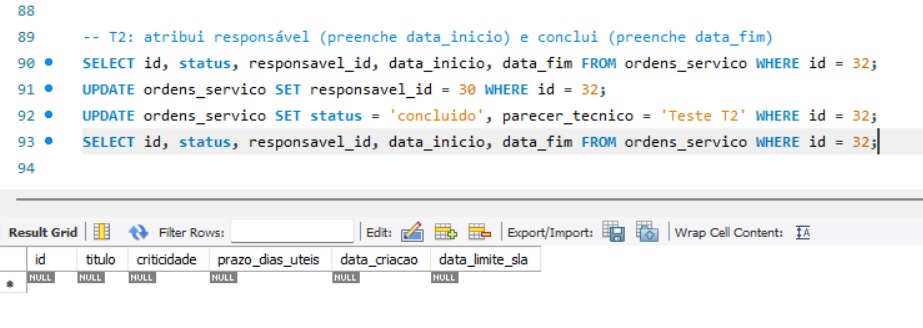 88
89 -- T2: atribui responsável (preenche data_inicio) e conclui (preenche data_fim)
90 SELECT id, status, responsavel_id, data_inicio, data_fim FROM ordens_servico WHERE id = 32;
91 UPDATE ordens_servico SET responsavel_id = 30 WHERE id = 32;
92 UPDATE ordens_servico SET status = 'concluido', parecer_tecnico = 'Teste T2' WHERE id = 32;
93 SELECT id, status, responsavel_id, data_inicio, data_fim FROM ordens_servico WHERE id = 32;
94
Result Grid Filter Rows: Edit: Export/Import: Wrap Cell Content:
id titulo criticidade prazo_dias_uteis data_criacao data_limite_sla
NULL NULL NULL NULL NULL NULL